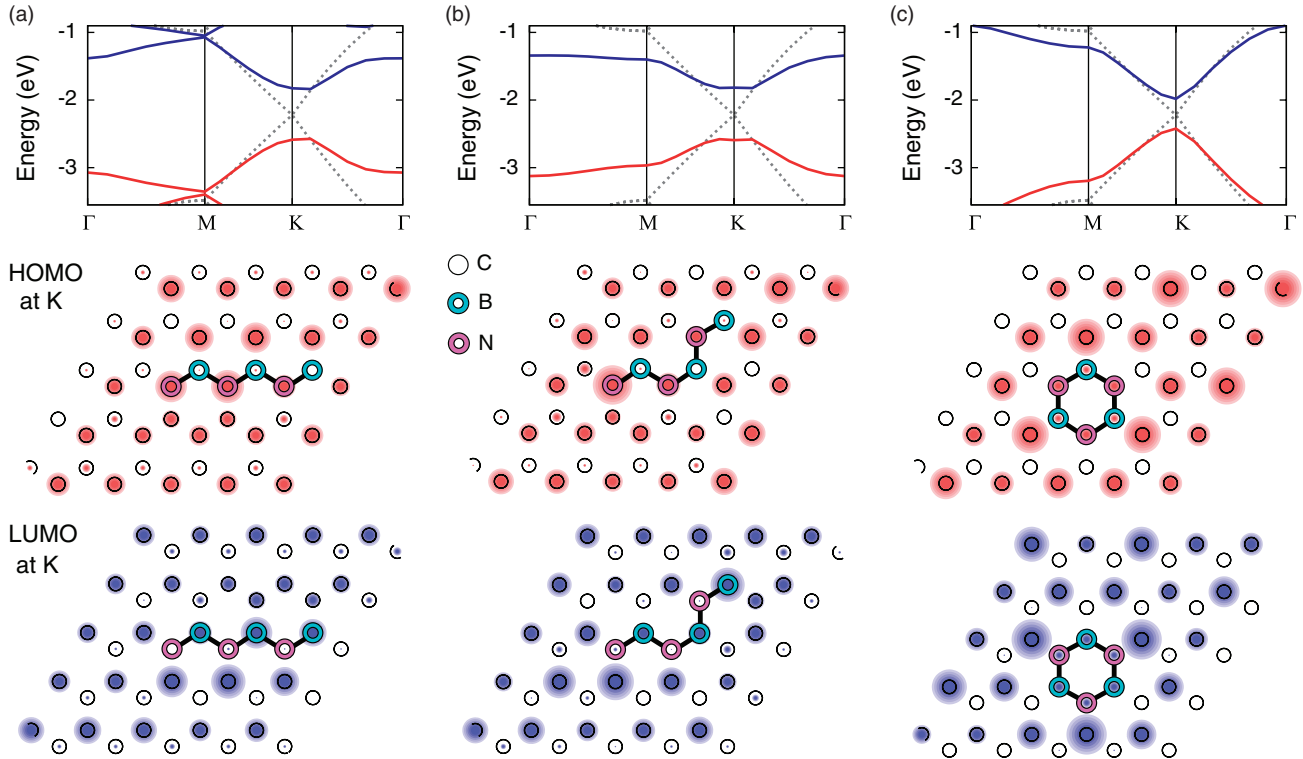 (a)
(b)
(c)
Energy (eV)
-1
-2
-3
Γ M K Γ
Energy (eV)
-1
-2
-3
Γ M K Γ
Energy (eV)
-1
-2
-3
Γ M K Γ
HOMO
at K
C
B
N
LUMO
at K